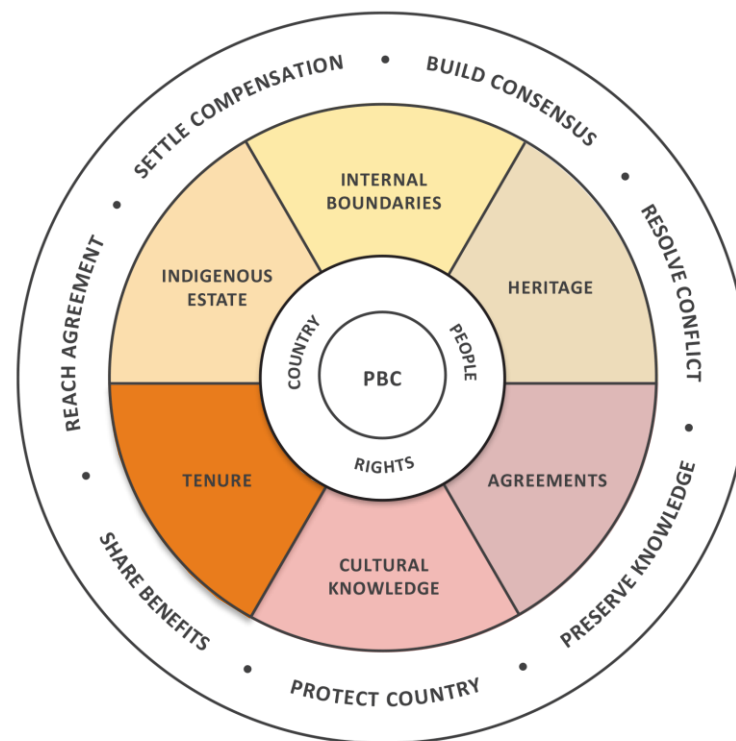 SETTLE COMPENSATION
BUILD CONSENSUS
RESOLVE CONFLICT
PRESERVE KNOWLEDGE
PROTECT COUNTRY
SHARE BENEFITS
REACH AGREEMENT
INTERNAL
BOUNDARIES
HERITAGE
AGREEMENTS
CULTURAL
KNOWLEDGE
TENURE
INDIGENOUS
ESTATE
COUNTRY
PEOPLE
RIGHTS
PBC